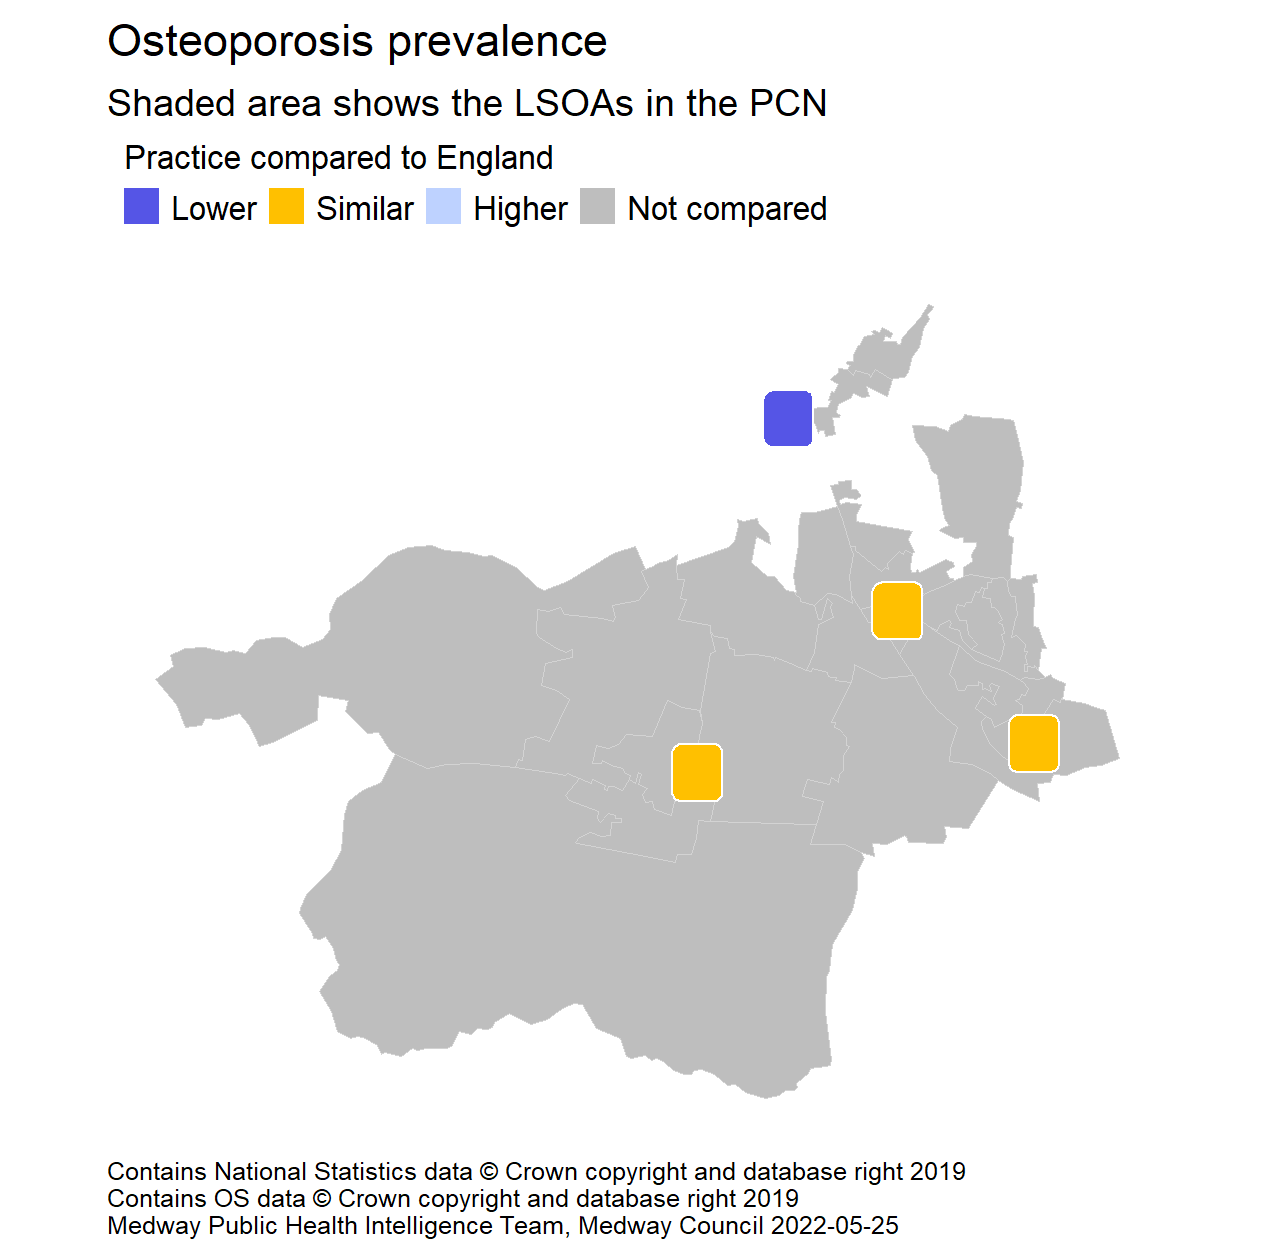 Osteoporosis prevalence
Shaded area shows the LSOAs in the PCN
Practice compared to England
Lower Similar Higher Not compared
Contains National Statistics data © Crown copyright and database right 2019
Contains OS data © Crown copyright and database right 2019
Medway Public Health Intelligence Team, Medway Council 2022-05-25